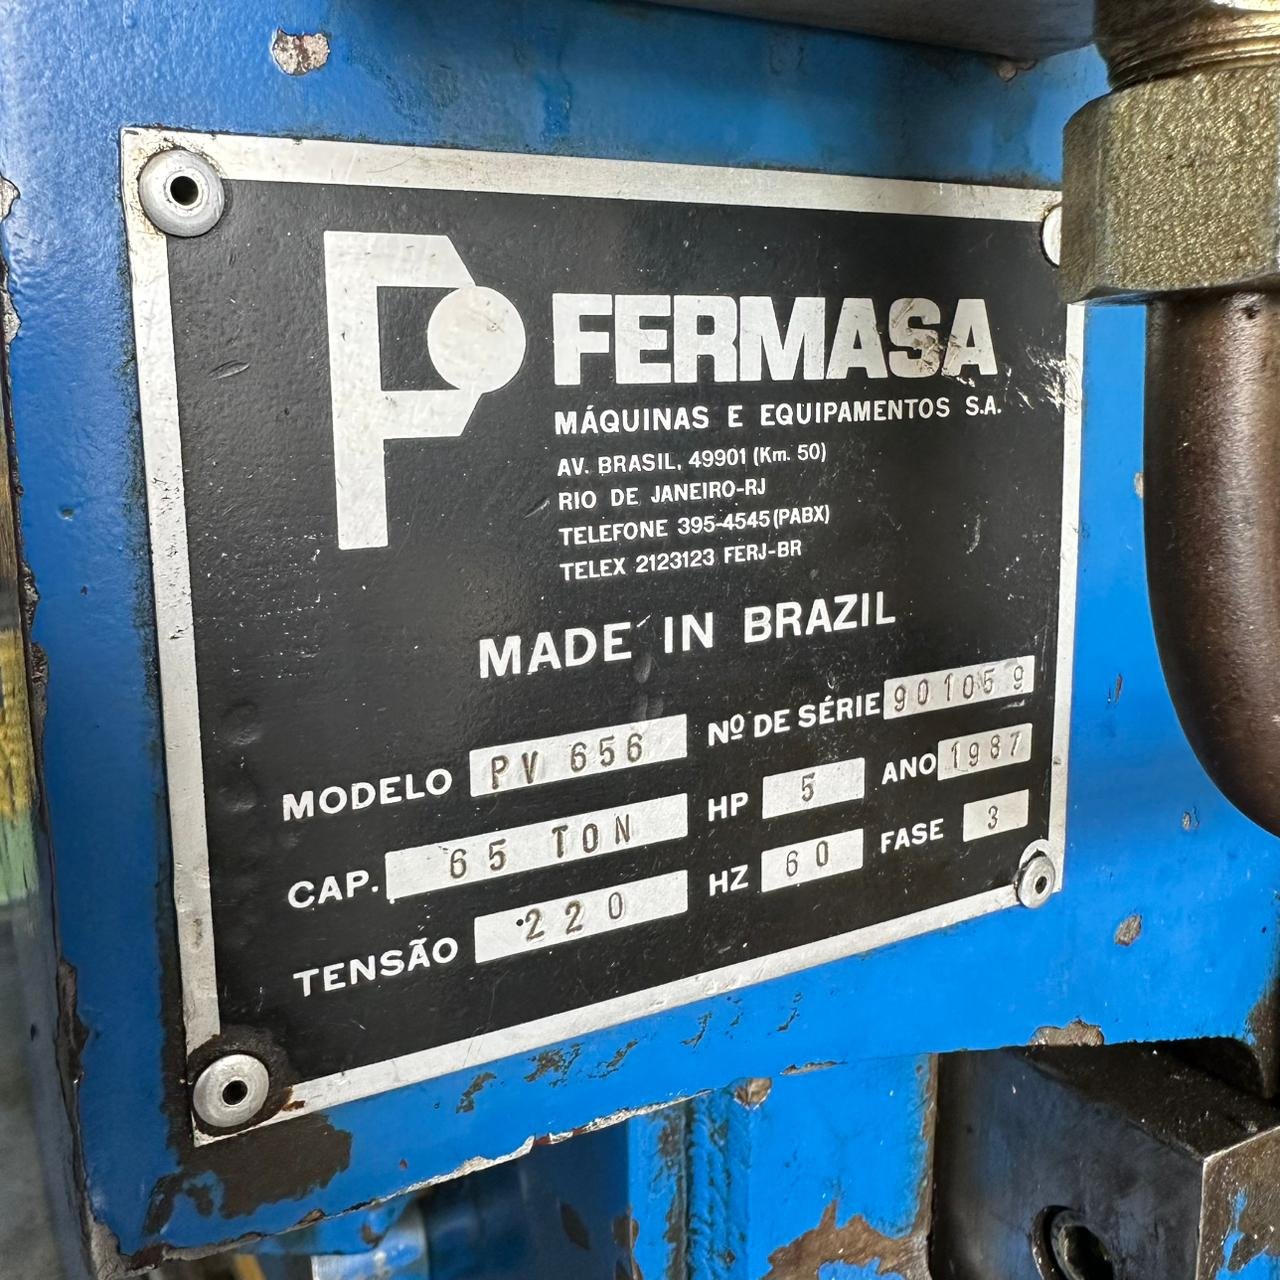 FERMASA
MÁQUINAS E EQUIPAMENTOS S.A.
AV. BRASIL, 49901 (Km. 50)
RIO DE JANEIRO-RJ
TELEFONE 395-4545 (PABX)
TELEX 2123123 FERJ-BR
MADE IN BRAZIL
MODELO PV 656 Nº DE SÉRIE 901059
CAP. 65 TON HP 5 ANO 1987
TENSÃO 220 HZ 60 FASE 3